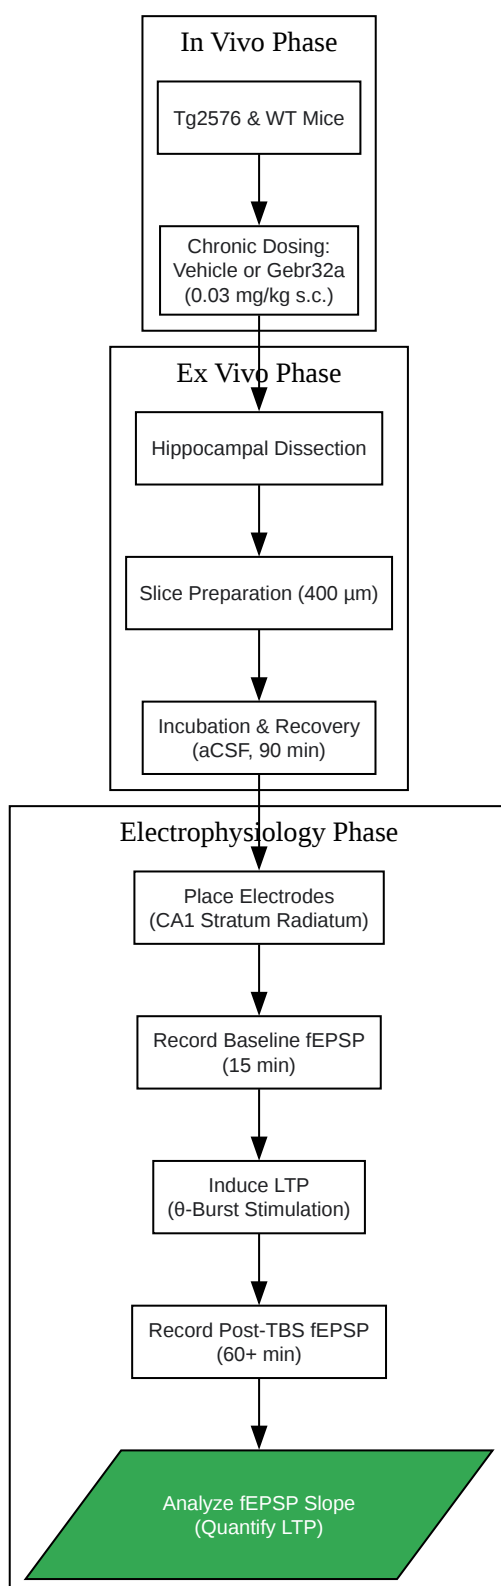 In Vivo Phase
Tg2576 & WT Mice
Chronic Dosing:
Vehicle or Gebr32a
(0.03 mg/kg s.c.)
Ex Vivo Phase
Hippocampal Dissection
Slice Preparation (400 µm)
Incubation & Recovery
(aCSF, 90 min)
Electrophysiology Phase
Place Electrodes
(CA1 Stratum Radiatum)
Record Baseline fEPSP
(15 min)
Induce LTP
(θ-Burst Stimulation)
Record Post-TBS fEPSP
(60+ min)
Analyze fEPSP Slope
(Quantify LTP)